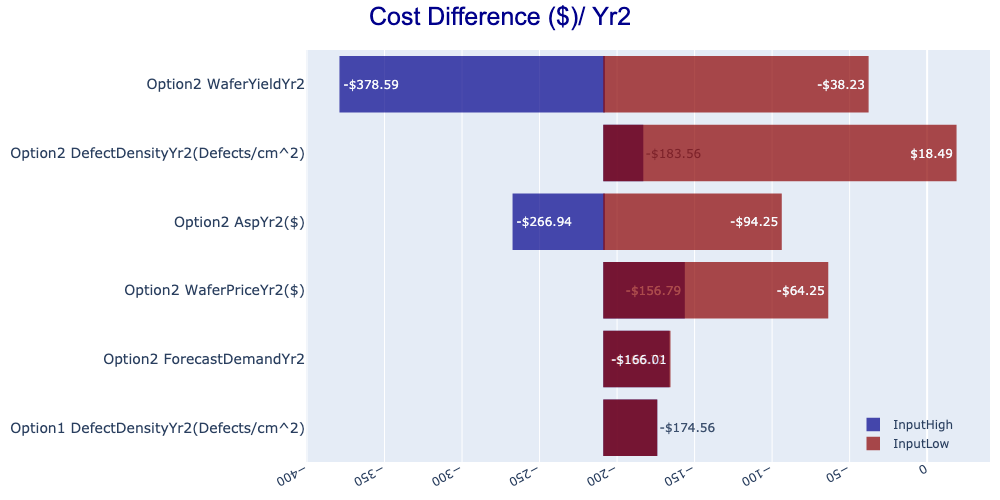 Cost Difference ($)/ Yr2
Option2 WaferYieldYr2
-$378.59
-$38.23
Option2 DefectDensityYr2(Defects/cm^2)
-$183.56
$18.49
Option2 AspYr2($)
-$266.94
-$94.25
Option2 WaferPriceYr2($)
-$156.79
-$64.25
Option2 ForecastDemandYr2
-$166.01
Option1 DefectDensityYr2(Defects/cm^2)
-$174.56
InputHigh
InputLow
−400
−350
−300
−250
−200
−150
−100
−50
0